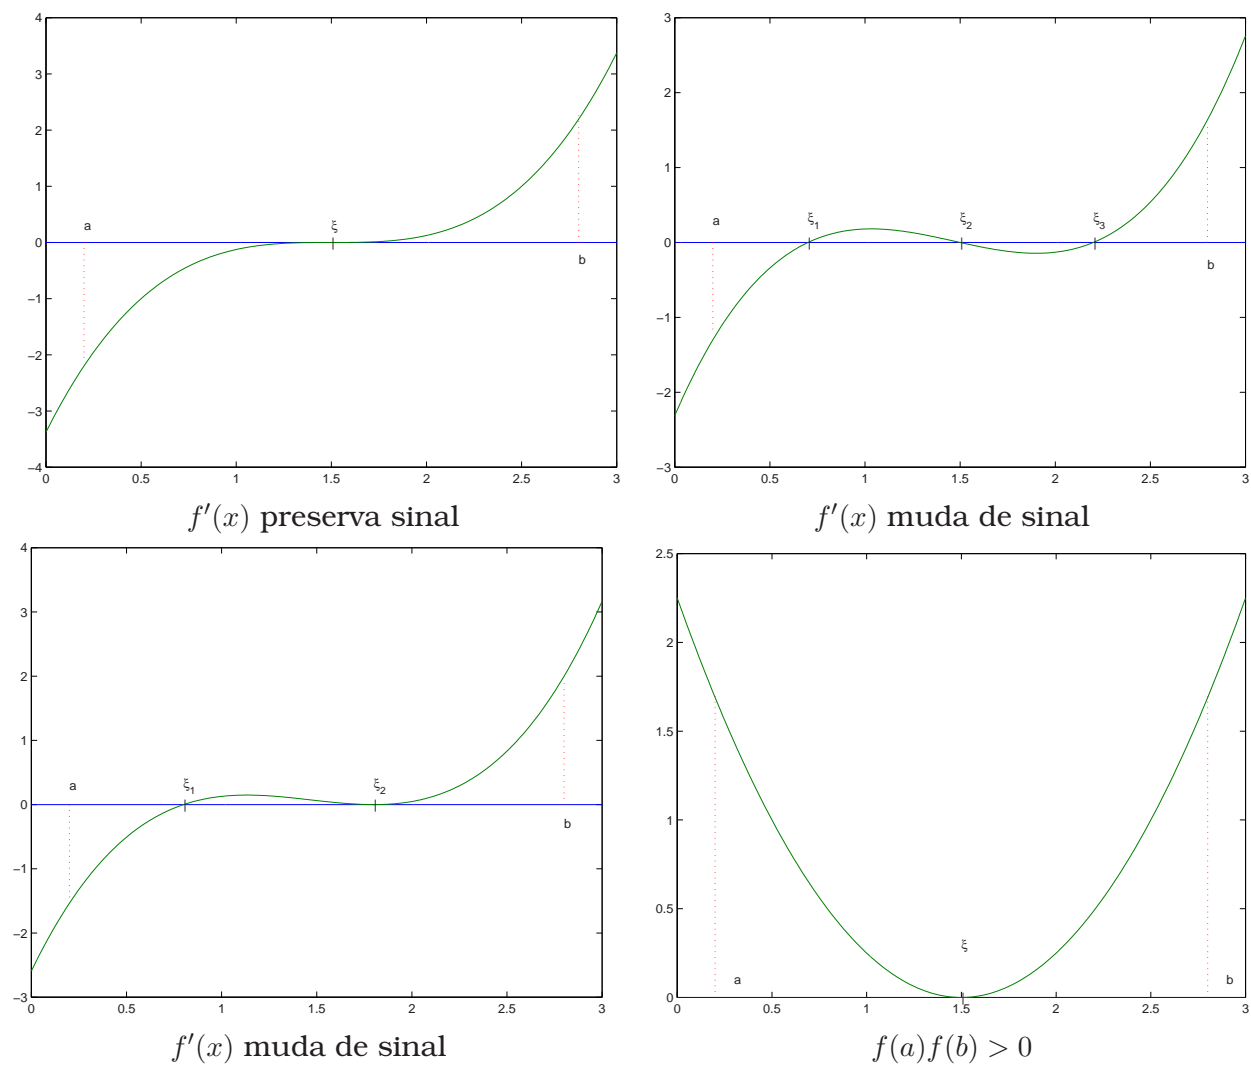 4
3
2
1
0
−1
−2
−3
−4
a
ξ
b
0 0.5 1 1.5 2 2.5 3
f′(x) preserva sinal
3
2
1
0
−1
−2
−3
a
ξ1
ξ2
ξ3
b
0 0.5 1 1.5 2 2.5 3
f′(x) muda de sinal
4
3
2
1
0
−1
−2
−3
a
ξ1
ξ2
b
0 0.5 1 1.5 2 2.5 3
f′(x) muda de sinal
2.5
2
1.5
1
0.5
0
ξ
a
b
0 0.5 1 1.5 2 2.5 3
f(a)f(b) > 0